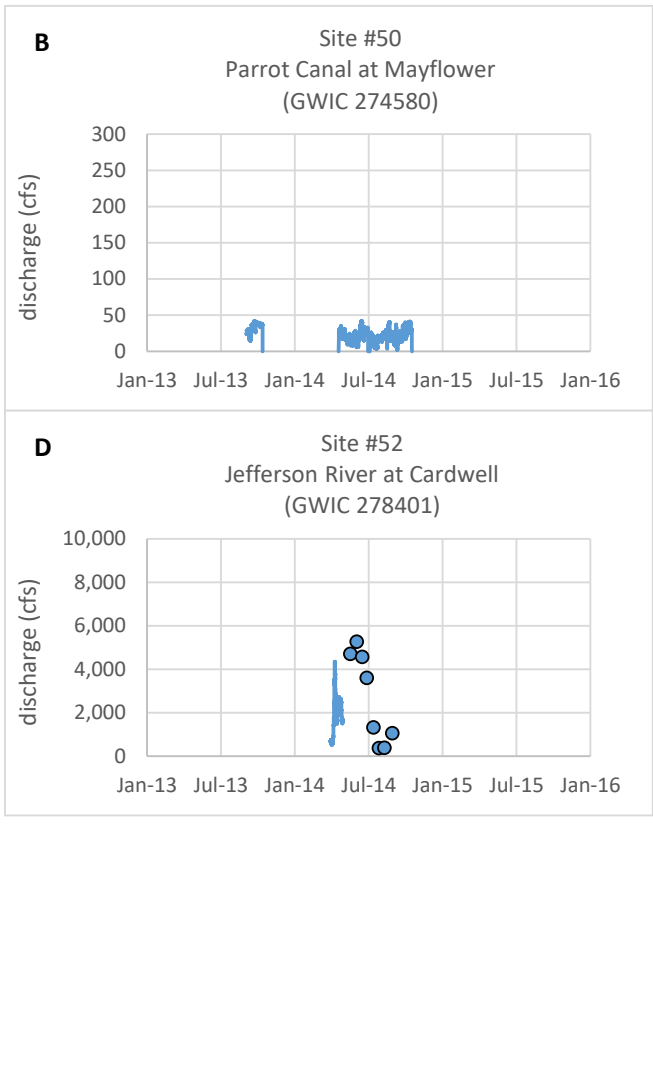 B
Site #50
Parrot Canal at Mayflower
(GWIC 274580)
discharge (cfs)
300
250
200
150
100
50
0
Jan-13 Jul-13 Jan-14 Jul-14 Jan-15 Jul-15 Jan-16
D
Site #52
Jefferson River at Cardwell
(GWIC 278401)
discharge (cfs)
10,000
8,000
6,000
4,000
2,000
0
Jan-13 Jul-13 Jan-14 Jul-14 Jan-15 Jul-15 Jan-16